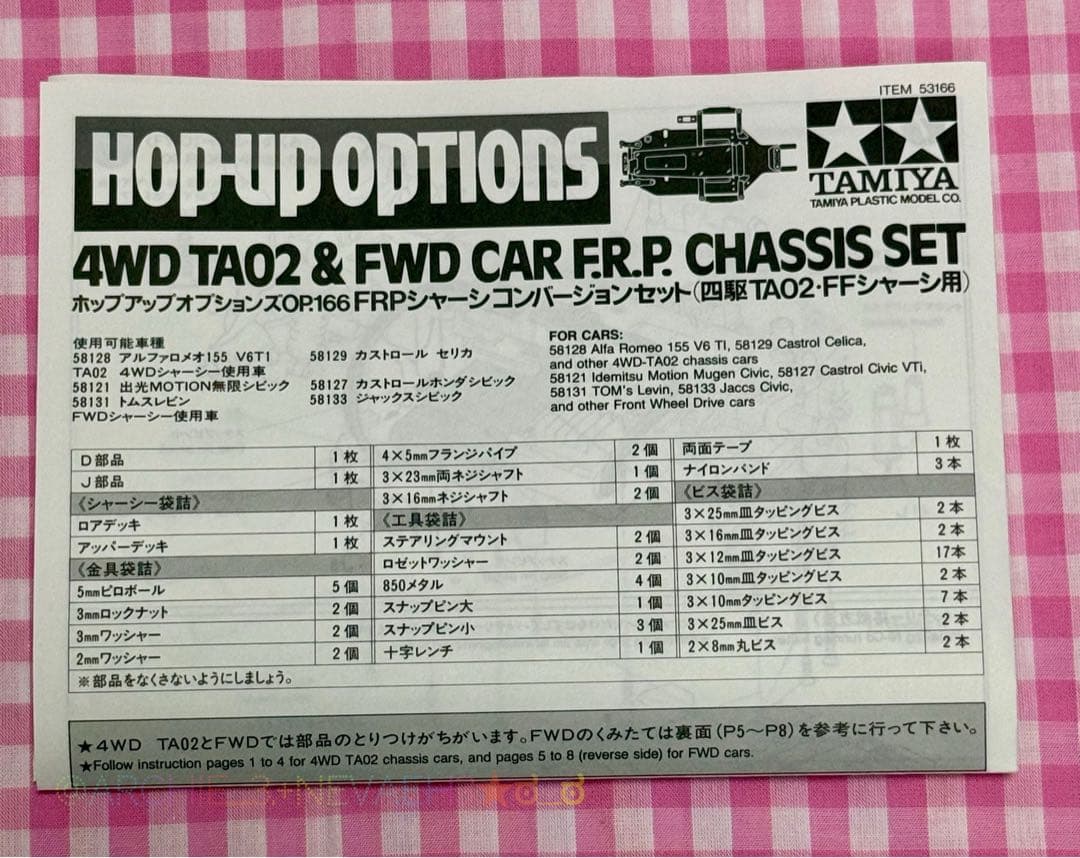 ITEM 53166
HOP-UP OPTIONS
TAMIYA
TAMIYA PLASTIC MODEL CO.
4WD TA02 & FWD CAR F.R.P. CHASSIS SET
ホップアップオプションズOP.166 FRPシャーシコンバージョンセット(四駆TA02・FFシャーシ用)
使用可能車種
58128 アルファロメオ155 V6T1 58129 カストロール セリカ
TA02 4WDシャーシー使用車
58121 出光MOTION無限シビック 58127 カストロールホンダシビック
58131 トムスレビン 58133 ジャックスシビック
FWDシャーシー使用車
FOR CARS:
58128 Alfa Romeo 155 V6 TI, 58129 Castrol Celica,
and other 4WD-TA02 chassis cars
58121 Idemitsu Motion Mugen Civic, 58127 Castrol Civic VTi,
58131 TOM's Levin, 58133 Jaccs Civic,
and other Front Wheel Drive cars
D部品 1枚
J部品 1枚
《シャーシー袋詰》
ロアデッキ 1枚
アッパーデッキ 1枚
《金具袋詰》
5mmピロボール 5個
3mmロックナット 2個
3mmワッシャー 2個
2mmワッシャー 2個
4×5mmフランジパイプ 2個
3×23mm両ネジシャフト 1個
3×16mmネジシャフト 2個
《工具袋詰》
ステアリングマウント 2個
ロゼットワッシャー 2個
850メタル 4個
スナップピン大 1個
スナップピン小 3個
十字レンチ 1個
両面テープ 1枚
ナイロンバンド 3本
《ビス袋詰》
3×25mm皿タッピングビス 2本
3×16mm皿タッピングビス 2本
3×12mm皿タッピングビス 17本
3×10mm皿タッピングビス 2本
3×10mmタッピングビス 7本
3×25mm皿ビス 2本
2×8mm丸ビス 2本
※部品をなくさないようにしましょう。
★4WD TA02とFWDでは部品のとりつけがちがいます。FWDのくみたては裏面(P5〜P8)を参考に行って下さい。
★Follow instruction pages 1 to 4 for 4WD TA02 chassis cars, and pages 5 to 8 (reverse side) for FWD cars.